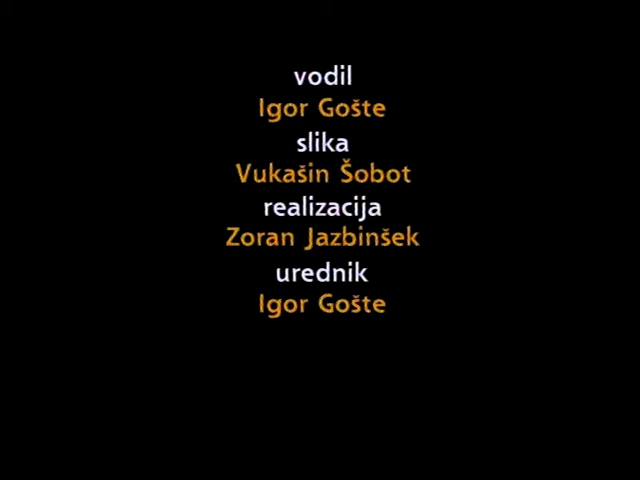 vodil
Igor Gošte
slika
Vukašin Šobot
realizacija
Zoran Jazbinšek
urednik
Igor Gošte